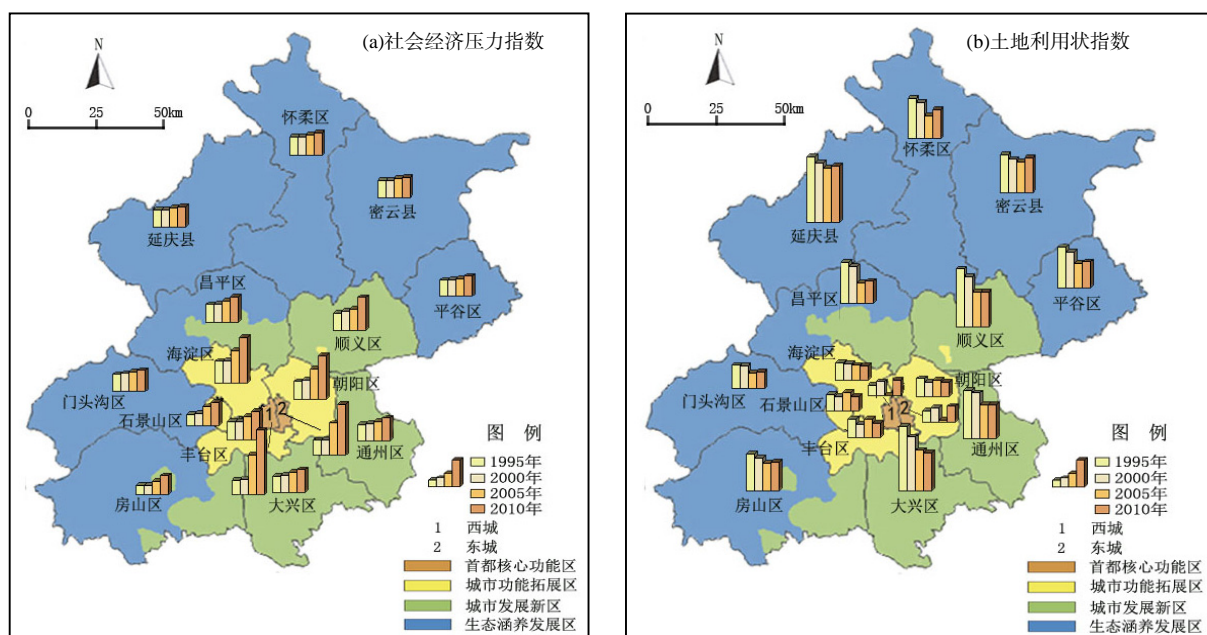 (a)社会经济压力指数
N
0 25 50km
怀柔区
密云县
延庆县
昌平区
平谷区
顺义区
海淀区
朝阳区
门头沟区
石景山区
1 2
丰台区
通州区
房山区
大兴区
图 例
1995年
2000年
2005年
2010年
1 西城
2 东城
首都核心功能区
城市功能拓展区
城市发展新区
生态涵养发展区
(b)土地利用状指数
N
0 25 50km
怀柔区
密云县
延庆县
昌平区
平谷区
顺义区
海淀区
朝阳区
门头沟区
石景山区
1 2
丰台区
通州区
房山区
大兴区
图 例
1995年
2000年
2005年
2010年
1 西城
2 东城
首都核心功能区
城市功能拓展区
城市发展新区
生态涵养发展区